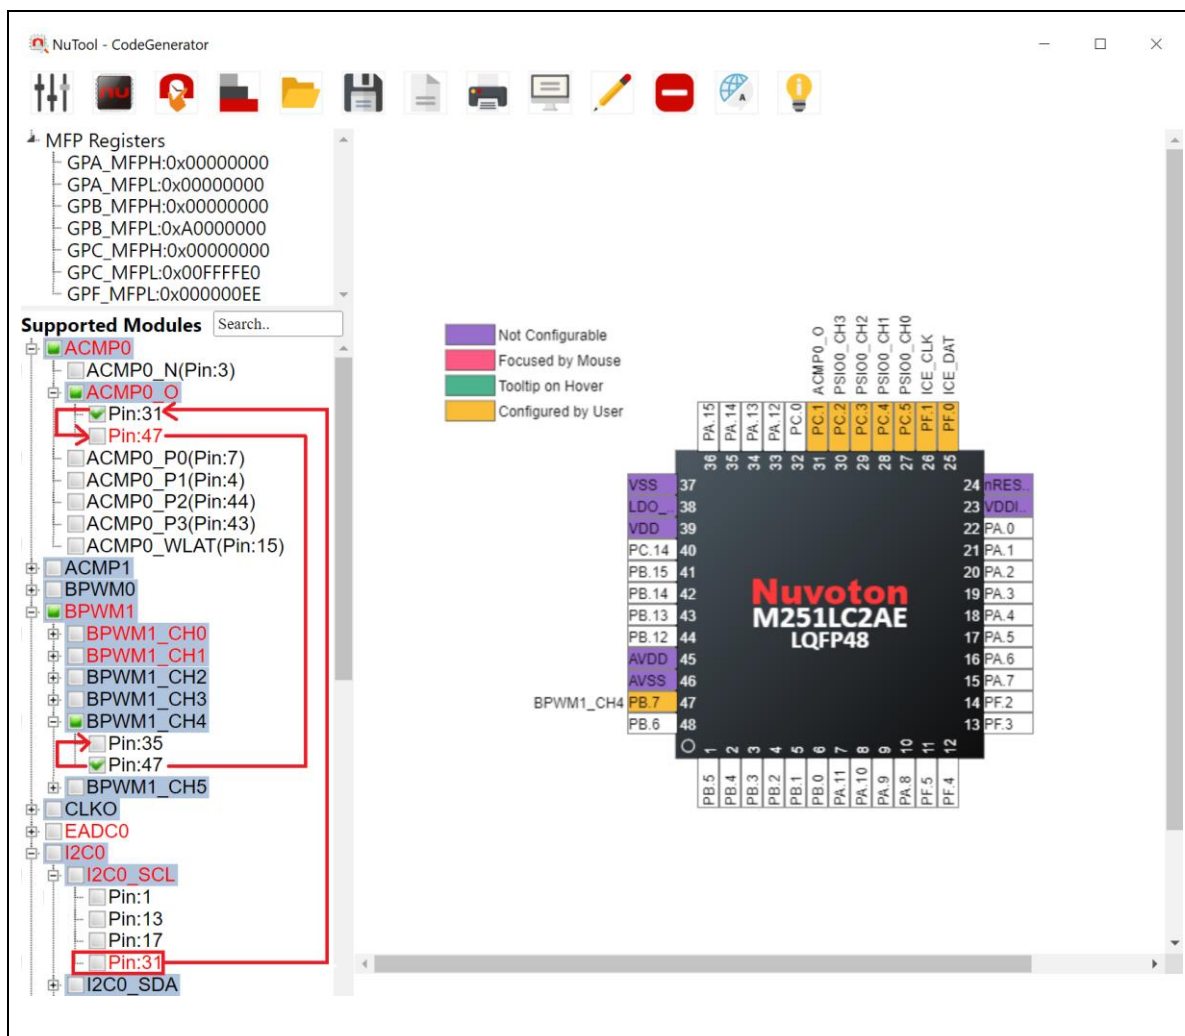 NuTool - CodeGenerator
MFP Registers
GPA_MFPH:0x00000000
GPA_MFPL:0x00000000
GPB_MFPH:0x00000000
GPB_MFPL:0xA0000000
GPC_MFPH:0x00000000
GPC_MFPL:0x00FFFFE0
GPF_MFPL:0x000000EE
Supported Modules Search..
ACMP0
ACMP0_N(Pin:3)
ACMP0_O
Pin:31
Pin:47
ACMP0_P0(Pin:7)
ACMP0_P1(Pin:4)
ACMP0_P2(Pin:44)
ACMP0_P3(Pin:43)
ACMP0_WLAT(Pin:15)
ACMP1
BPWM0
BPWM1
BPWM1_CH0
BPWM1_CH1
BPWM1_CH2
BPWM1_CH3
BPWM1_CH4
Pin:35
Pin:47
BPWM1_CH5
CLKO
EADC0
I2C0
I2C0_SCL
Pin:1
Pin:13
Pin:17
Pin:31
I2C0_SDA
Not Configurable
Focused by Mouse
Tooltip on Hover
Configured by User
ACMP0_O
PSIO0_CH3
PSIO0_CH2
PSIO0_CH1
PSIO0_CH0
ICE_CLK
ICE_DAT
PA.15
PA.14
PA.13
PA.12
PC.0
PC.1
PC.2
PC.3
PC.4
PC.5
PF.1
PF.0
36
35
34
33
32
31
30
29
28
27
26
25
VSS 37
LDO_.. 38
VDD 39
PC.14 40
PB.15 41
PB.14 42
PB.13 43
PB.12 44
AVDD 45
AVSS 46
BPWM1_CH4 PB.7 47
PB.6 48
Nuvoton
M251LC2AE
LQFP48
24 nRES..
23 VDDI..
22 PA.0
21 PA.1
20 PA.2
19 PA.3
18 PA.4
17 PA.5
16 PA.6
15 PA.7
14 PF.2
13 PF.3
1
2
3
4
5
6
7
8
9
10
11
12
PB.5
PB.4
PB.3
PB.2
PB.1
PB.0
PA.11
PA.10
PA.9
PA.8
PF.5
PF.4